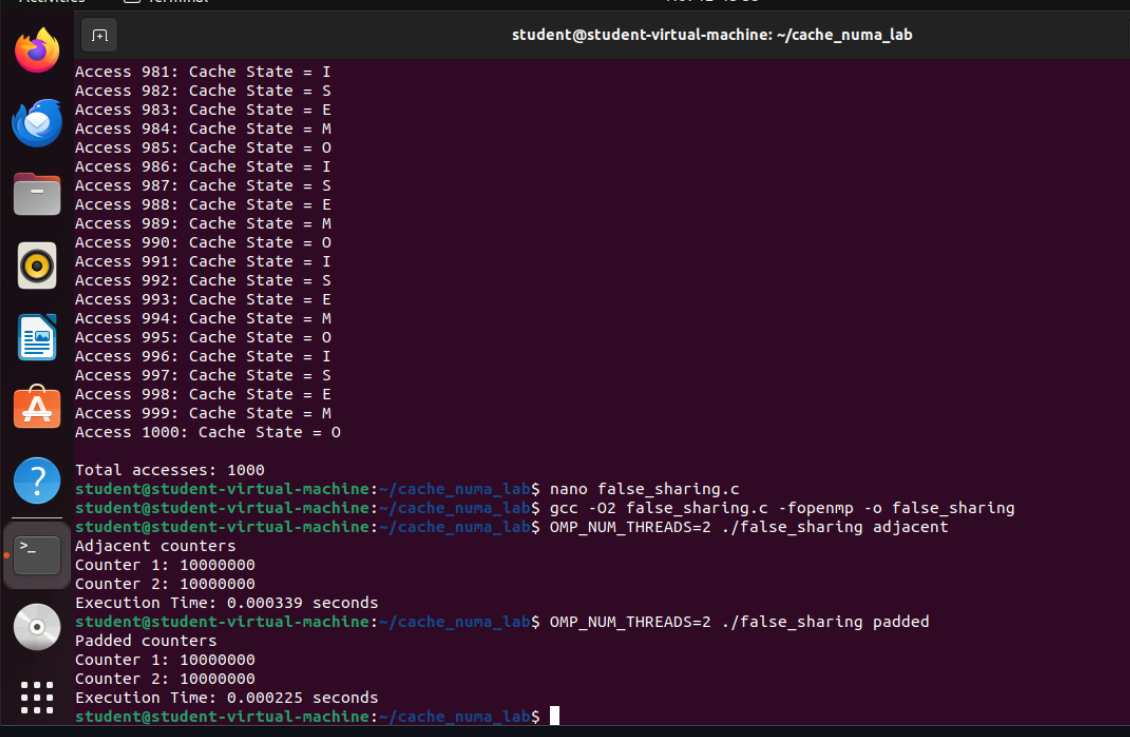 Activities
Terminal
student@student-virtual-machine: ~/cache_numa_lab
Access 981: Cache State = I
Access 982: Cache State = S
Access 983: Cache State = E
Access 984: Cache State = M
Access 985: Cache State = O
Access 986: Cache State = I
Access 987: Cache State = S
Access 988: Cache State = E
Access 989: Cache State = M
Access 990: Cache State = O
Access 991: Cache State = I
Access 992: Cache State = S
Access 993: Cache State = E
Access 994: Cache State = M
Access 995: Cache State = O
Access 996: Cache State = I
Access 997: Cache State = S
Access 998: Cache State = E
Access 999: Cache State = M
Access 1000: Cache State = O
Total accesses: 1000
student@student-virtual-machine:~/cache_numa_lab$ nano false_sharing.c
student@student-virtual-machine:~/cache_numa_lab$ gcc -O2 false_sharing.c -fopenmp -o false_sharing
student@student-virtual-machine:~/cache_numa_lab$ OMP_NUM_THREADS=2 ./false_sharing adjacent
Adjacent counters
Counter 1: 10000000
Counter 2: 10000000
Execution Time: 0.000339 seconds
student@student-virtual-machine:~/cache_numa_lab$ OMP_NUM_THREADS=2 ./false_sharing padded
Padded counters
Counter 1: 10000000
Counter 2: 10000000
Execution Time: 0.000225 seconds
student@student-virtual-machine:~/cache_numa_lab$